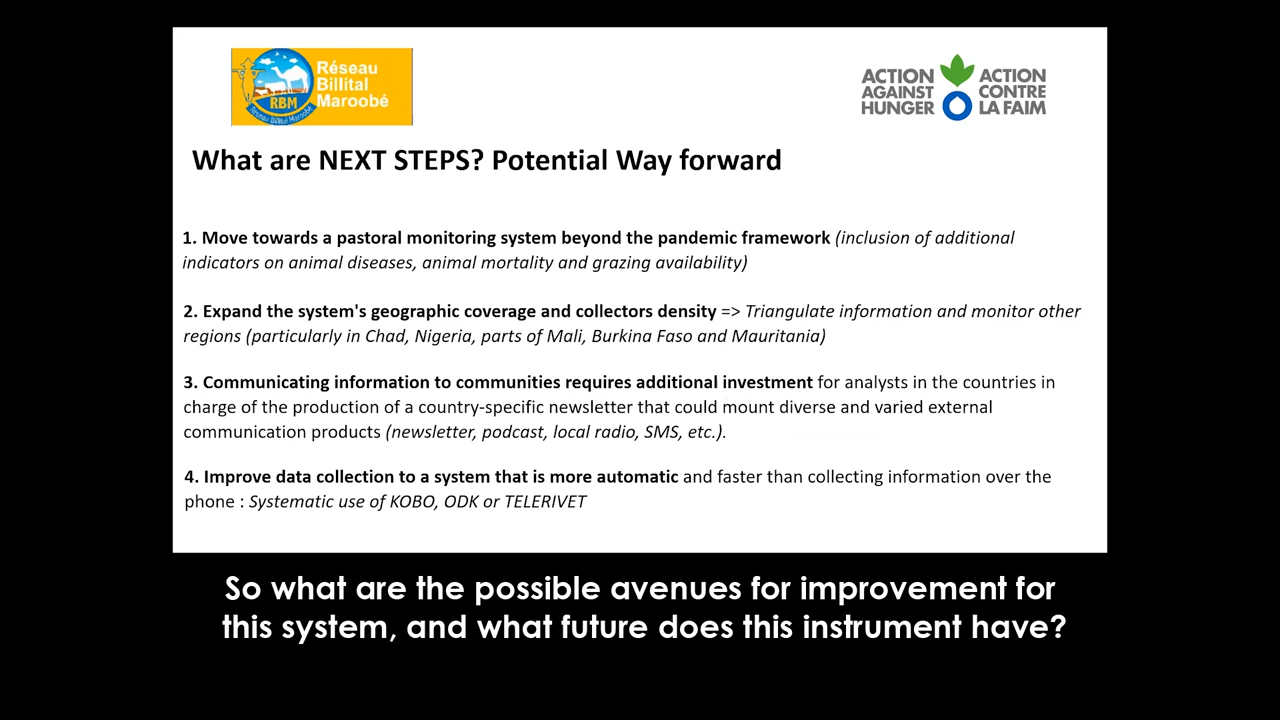 Réseau
Billital
Maroobé
RBM
Réseau Billital Maroobé
ACTION
AGAINST
HUNGER
ACTION
CONTRE
LA FAIM
What are NEXT STEPS? Potential Way forward
1. Move towards a pastoral monitoring system beyond the pandemic framework (inclusion of additional
indicators on animal diseases, animal mortality and grazing availability)
2. Expand the system's geographic coverage and collectors density => Triangulate information and monitor other
regions (particularly in Chad, Nigeria, parts of Mali, Burkina Faso and Mauritania)
3. Communicating information to communities requires additional investment for analysts in the countries in
charge of the production of a country-specific newsletter that could mount diverse and varied external
communication products (newsletter, podcast, local radio, SMS, etc.).
4. Improve data collection to a system that is more automatic and faster than collecting information over the
phone : Systematic use of KOBO, ODK or TELERIVET
So what are the possible avenues for improvement for
this system, and what future does this instrument have?